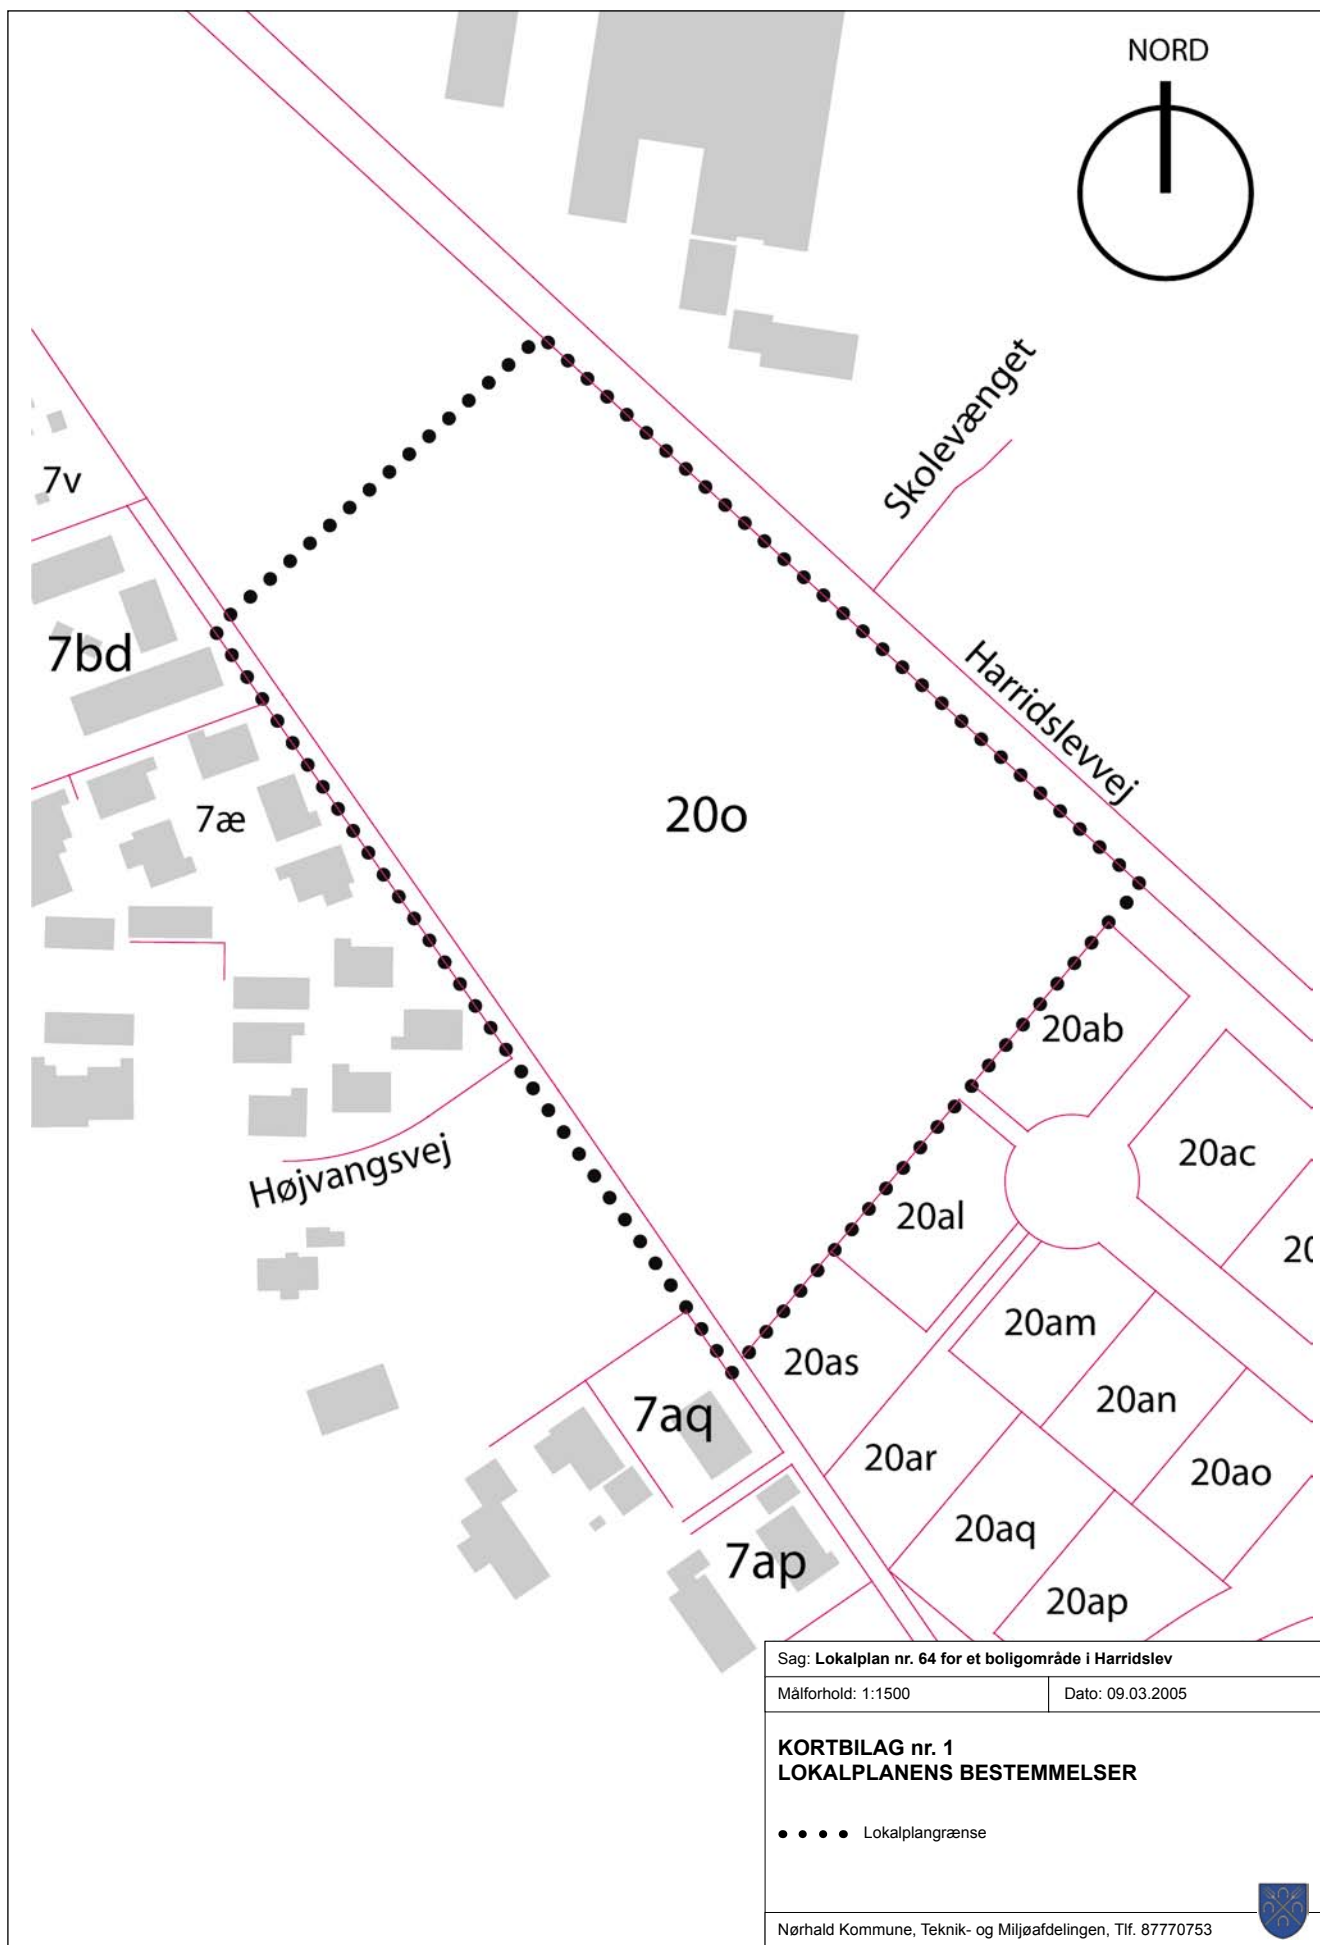 NORD
Skolevænget
7v
7bd
Harridslevvej
20o
7æ
20ab
20ac
Højvangsvej
20al
20
20am
20as
20an
7aq
20ar
20ao
20aq
7ap
20ap
Sag: Lokalplan nr. 64 for et boligområde i Harridslev
Målforhold: 1:1500
Dato: 09.03.2005
KORTBILAG nr. 1
LOKALPLANENS BESTEMMELSER
Lokalplangrænse
Nørhald Kommune, Teknik- og Miljøafdelingen, Tlf. 87770753